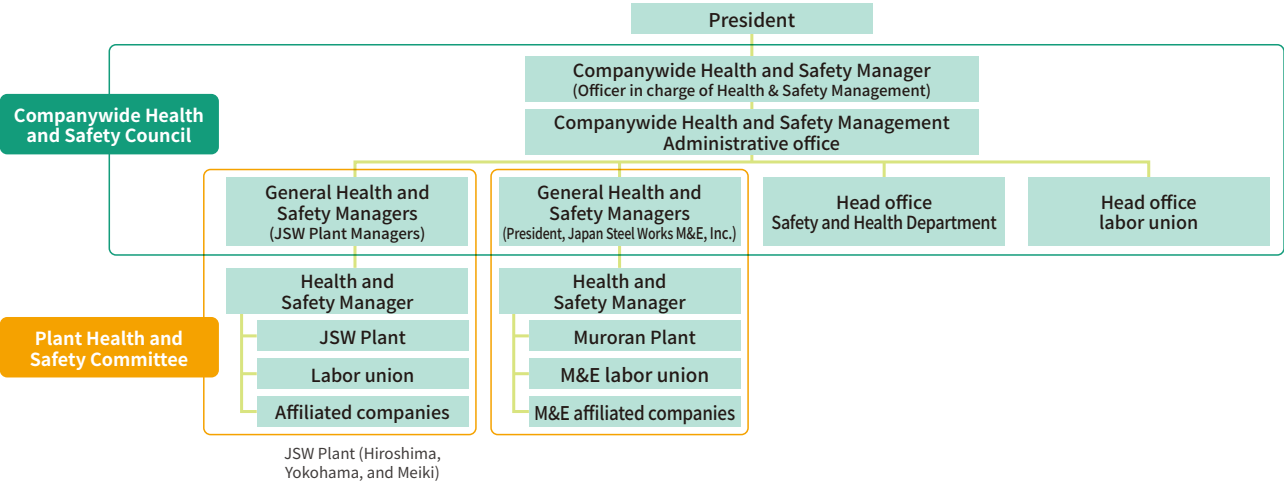 President
Companywide Health and Safety Manager
(Officer in charge of Health & Safety Management)
Companywide Health
and Safety Council
Companywide Health and Safety Management
Administrative office
General Health and
Safety Managers
(JSW Plant Managers)
General Health and
Safety Managers
(President, Japan Steel Works M&E, Inc.)
Head office
Safety and Health Department
Head office
labor union
Health and
Safety Manager
Health and
Safety Manager
Plant Health and
Safety Committee
JSW Plant
Labor union
Affiliated companies
Muroran Plant
M&E labor union
M&E affiliated companies
JSW Plant (Hiroshima,
Yokohama, and Meiki)